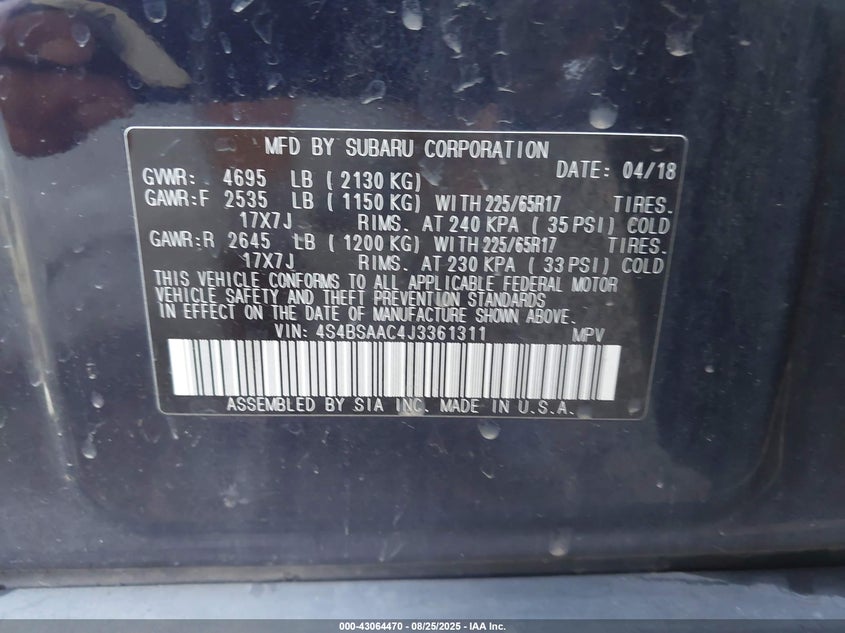 MFD BY SUBARU CORPORATION DATE: 04/18
GVWR: 4695 LB ( 2130 KG)
GAWR:F 2535 LB ( 1150 KG) WITH 225/65R17 TIRES.
17X7J RIMS. AT 240 KPA ( 35 PSI) COLD
GAWR:R 2645 LB ( 1200 KG) WITH 225/65R17 TIRES.
17X7J RIMS. AT 230 KPA ( 33 PSI) COLD
THIS VEHICLE CONFORMS TO ALL APPLICABLE FEDERAL MOTOR
VEHICLE SAFETY AND THEFT PREVENTION STANDARDS
IN EFFECT ON THE DATE OF MANUFACTURE SHOWN ABOVE.
VIN: 4S4BSAAC4J3361311 MPV
ASSEMBLED BY SIA INC. MADE IN U.S.A.
000-43064470 - 08/25/2025 - IAA Inc.